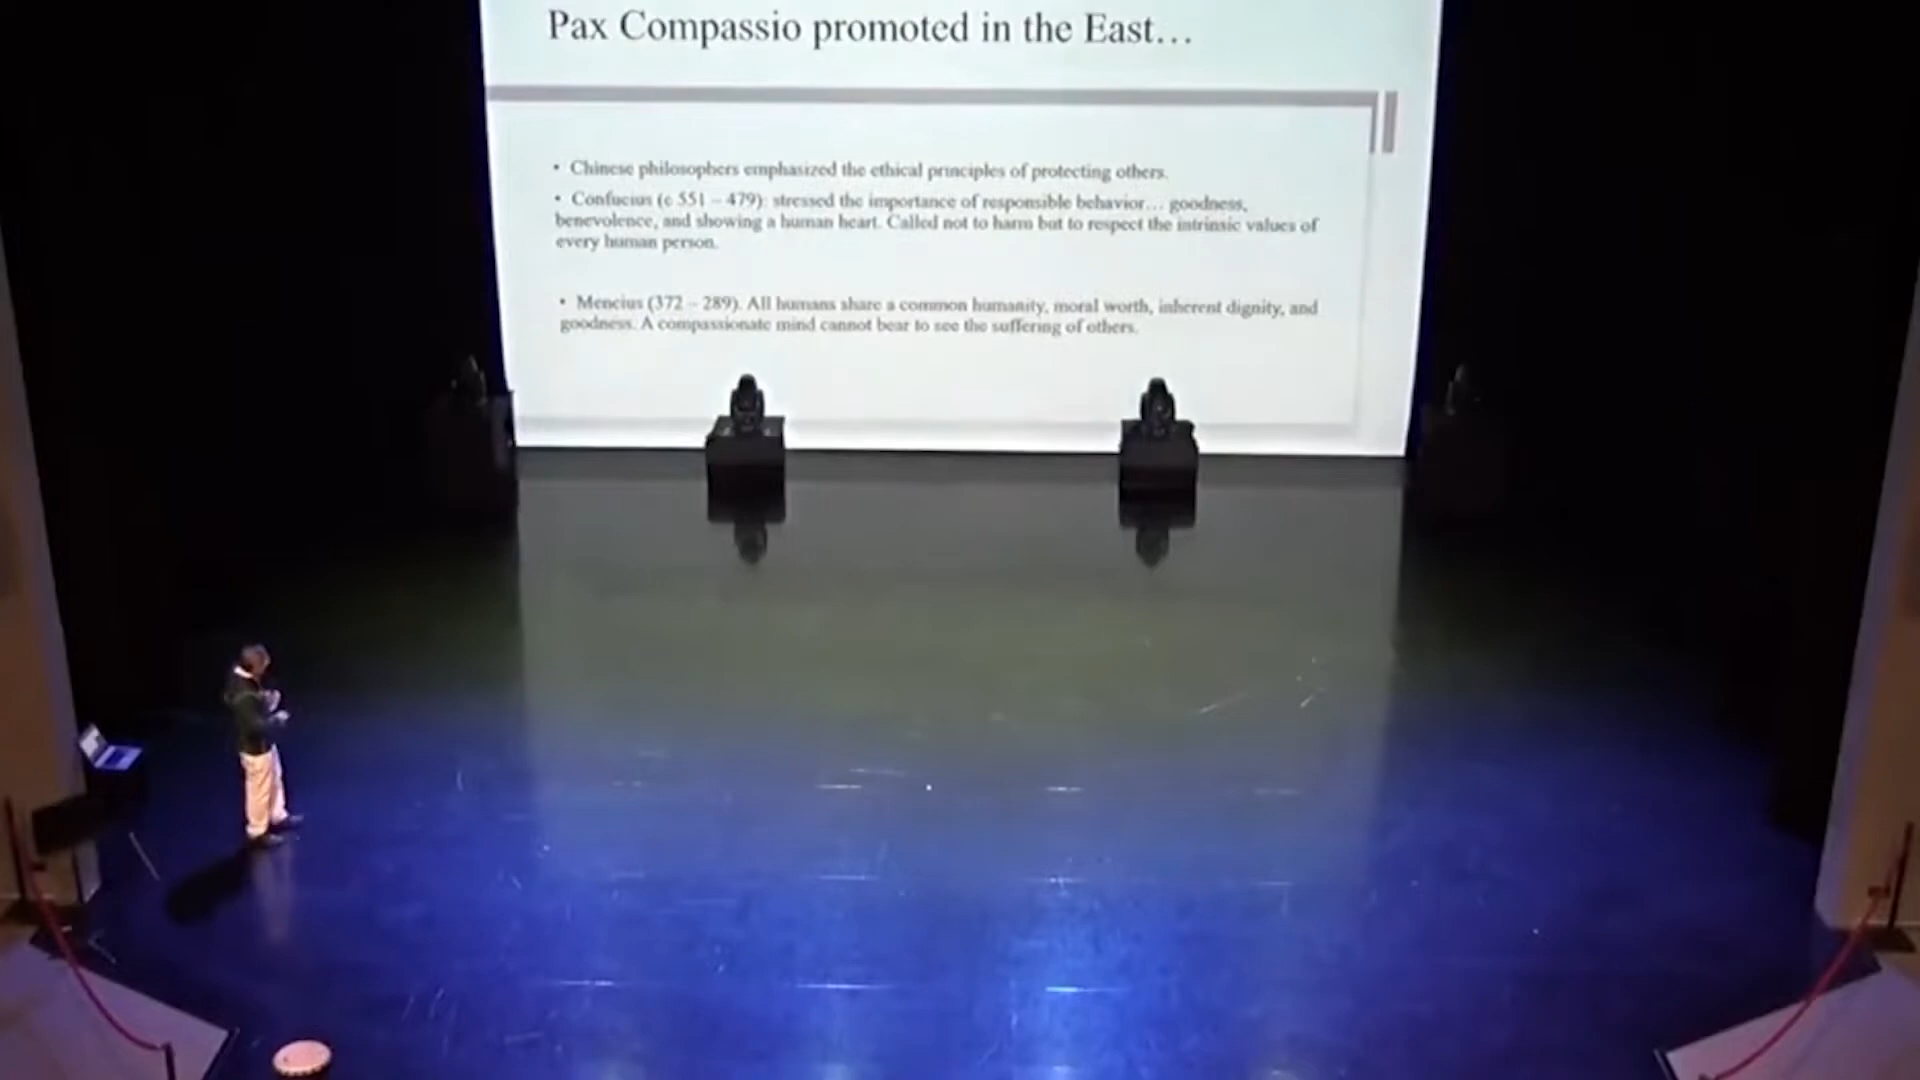 Pax Compassio promoted in the East…
• Chinese philosophers emphasized the ethical principles of protecting others.
• Confucius (c 551 – 479): stressed the importance of responsible behavior… goodness,
benevolence, and showing a human heart. Called not to harm but to respect the intrinsic values of
every human person.
• Mencius (372 – 289). All humans share a common humanity, moral worth, inherent dignity, and
goodness. A compassionate mind cannot bear to see the suffering of others.